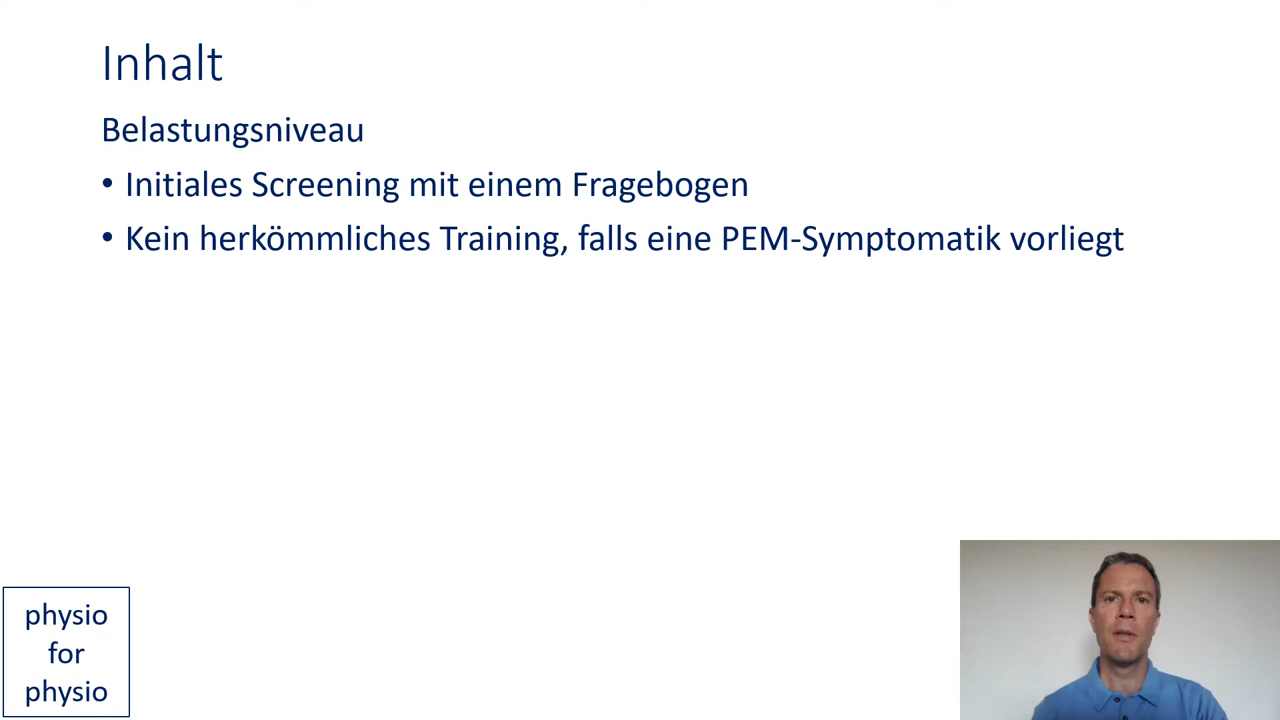 Inhalt
Belastungsniveau
• Initiales Screening mit einem Fragebogen
• Kein herkömmliches Training, falls eine PEM-Symptomatik vorliegt
physio
for
physio